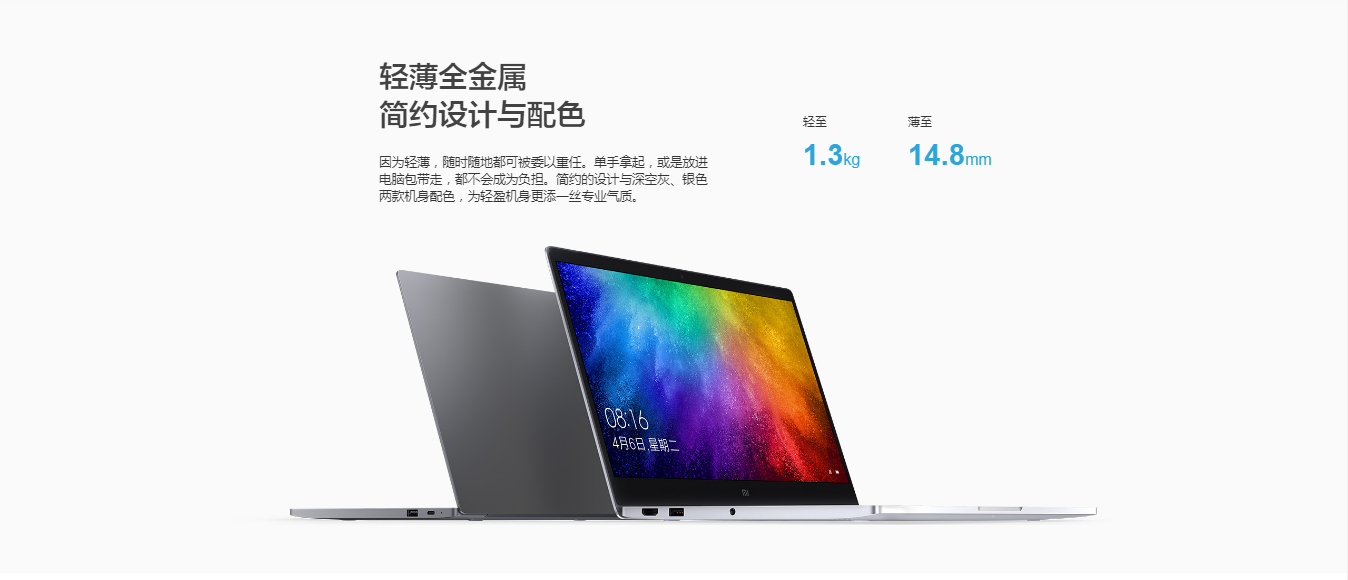 轻薄全金属
简约设计与配色
因为轻薄，随时随地都可被委以重任。单手拿起，或是放进
电脑包带走，都不会成为负担。简约的设计与深空灰、银色
两款机身配色，为轻盈机身更添一丝专业气质。
轻至
1.3kg
薄至
14.8mm
08:16
4月6日,星期二
MI